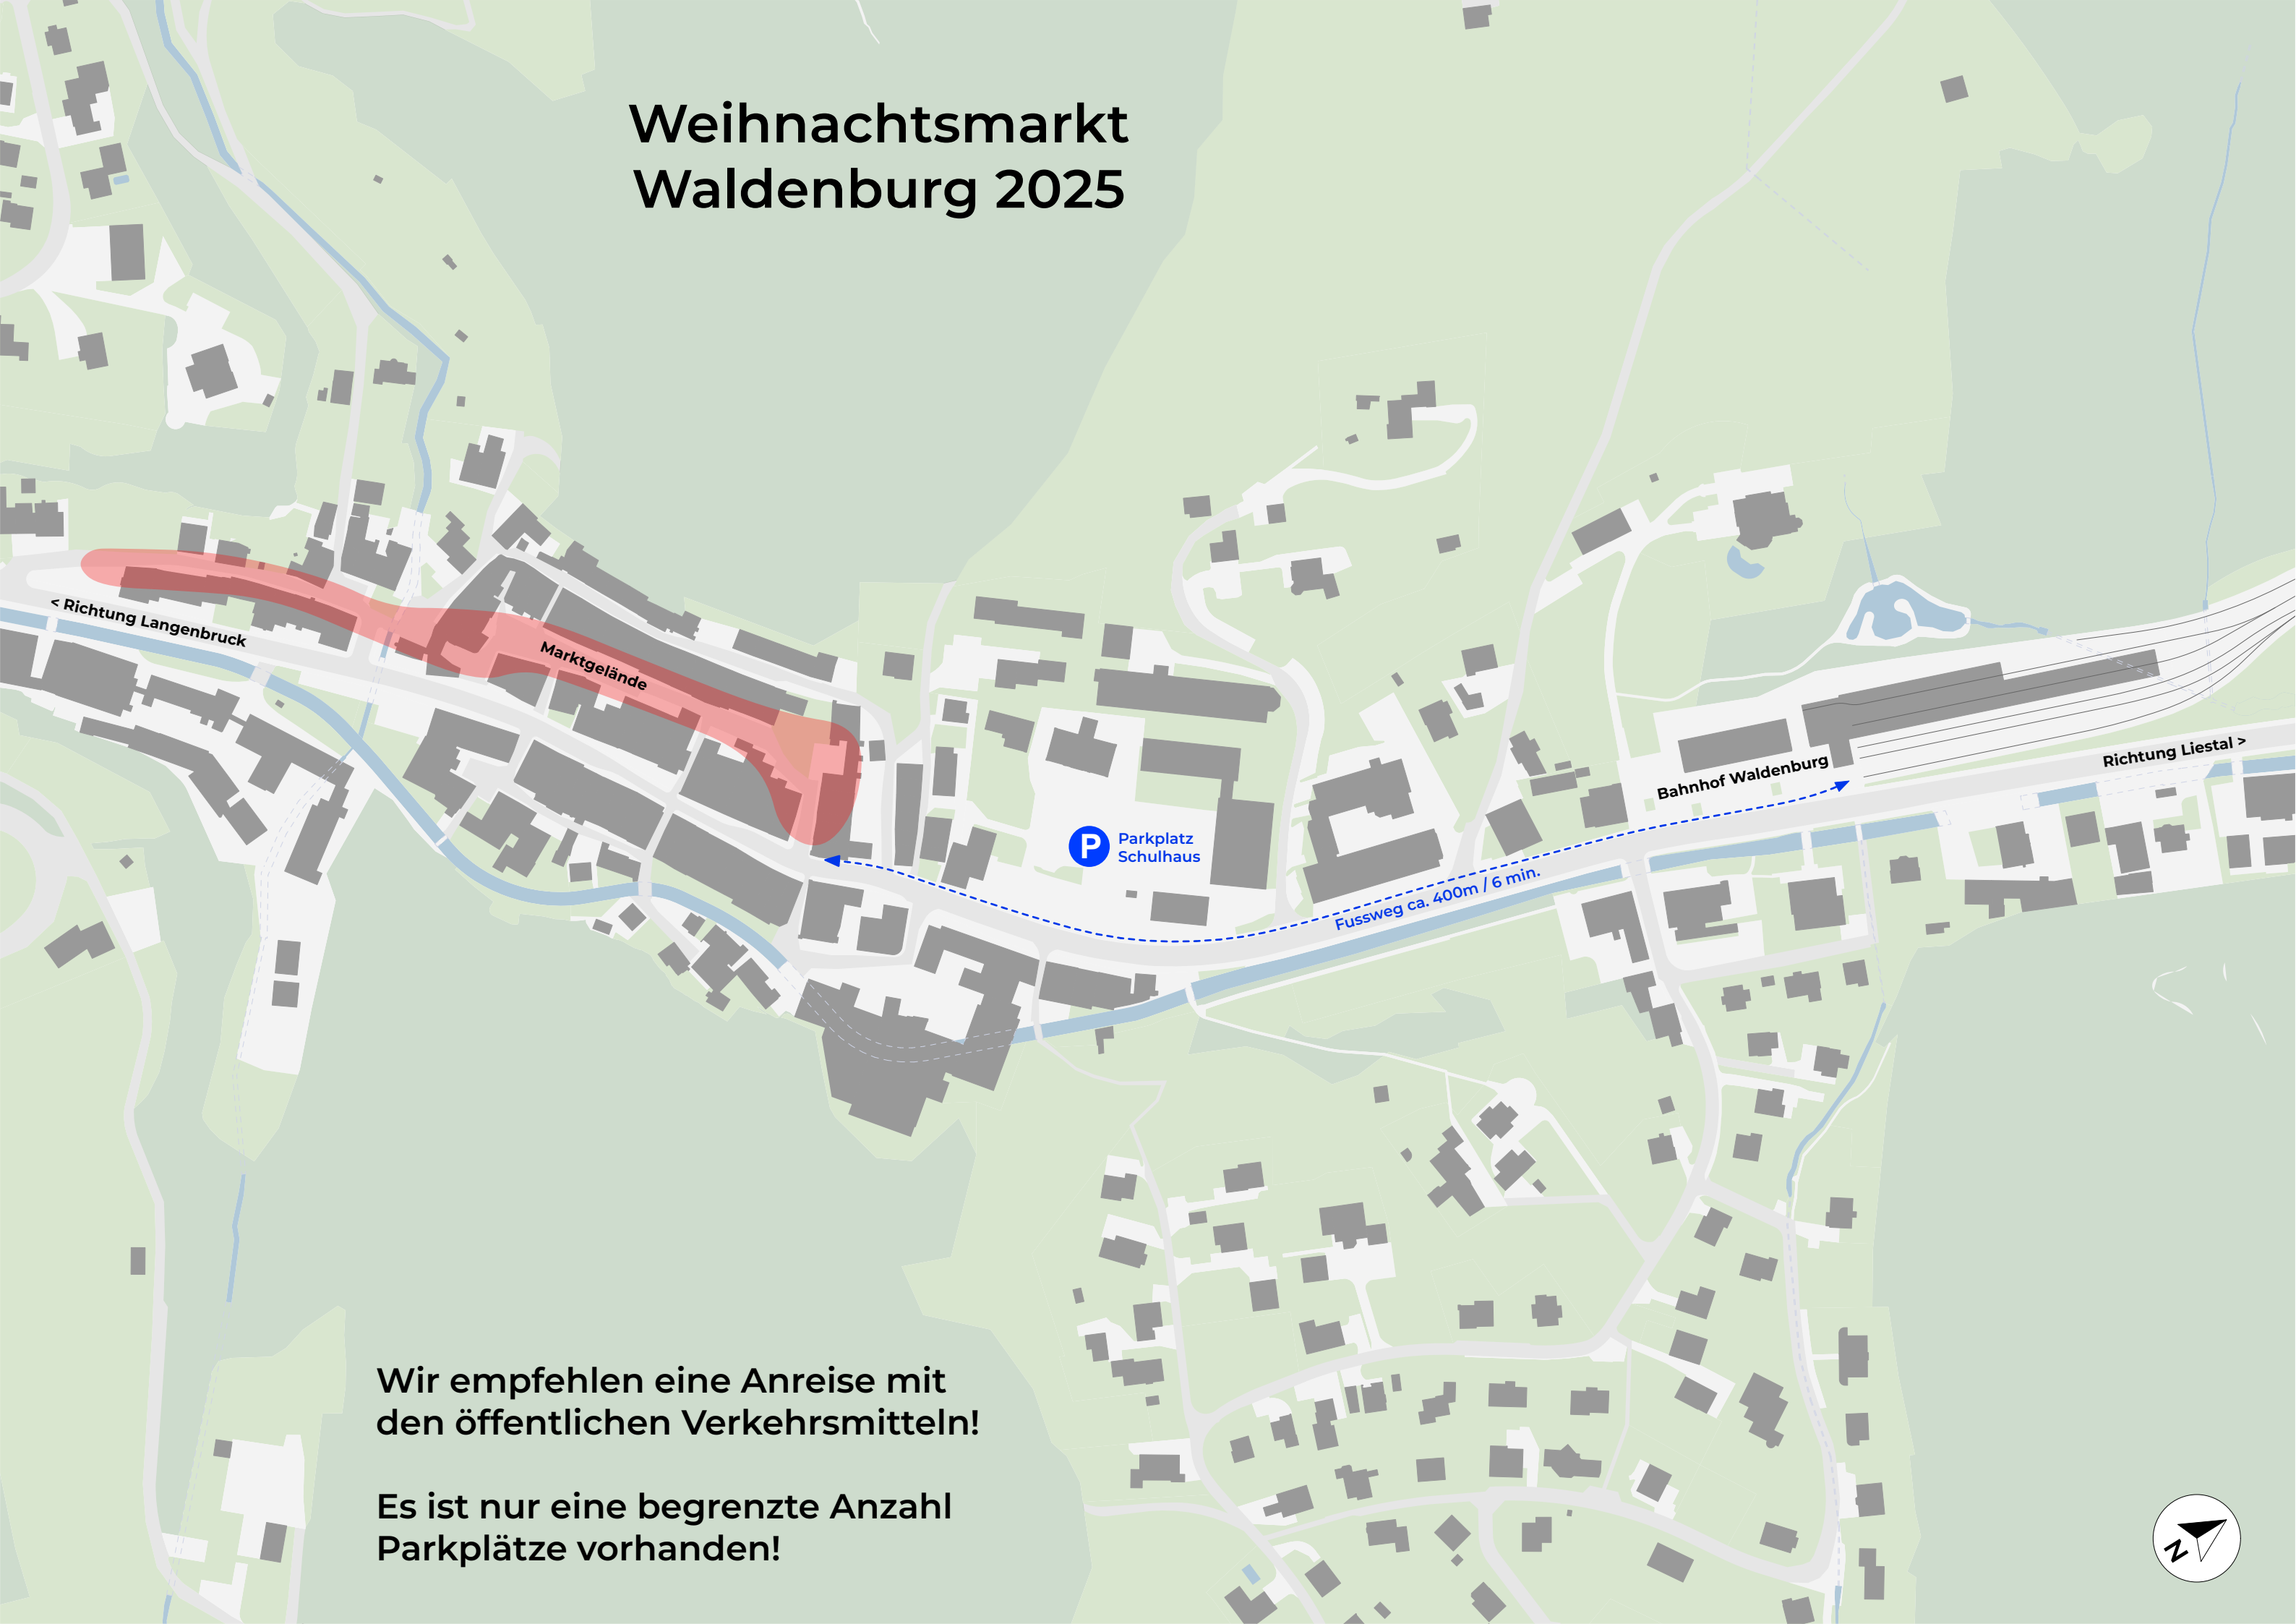 Weihnachtsmarkt
Waldenburg 2025
< Richtung Langenbruck
Marktgelände
P
Parkplatz
Schulhaus
Fussweg ca. 400m / 6 min.
Bahnhof Waldenburg
Richtung Liestal >
Wir empfehlen eine Anreise mit
den öffentlichen Verkehrsmitteln!
Es ist nur eine begrenzte Anzahl
Parkplätze vorhanden!
N